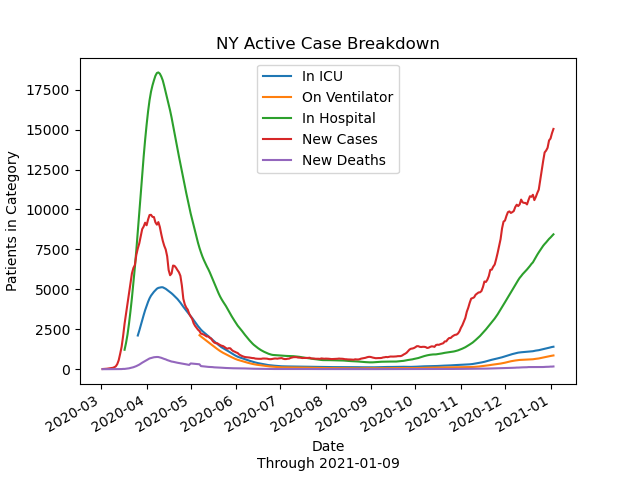 NY Active Case Breakdown
In ICU
On Ventilator
In Hospital
New Cases
New Deaths
Patients in Category
17500
15000
12500
10000
7500
5000
2500
0
2020-03
2020-04
2020-05
2020-06
2020-07
2020-08
2020-09
2020-10
2020-11
2020-12
2021-01
Date
Through 2021-01-09